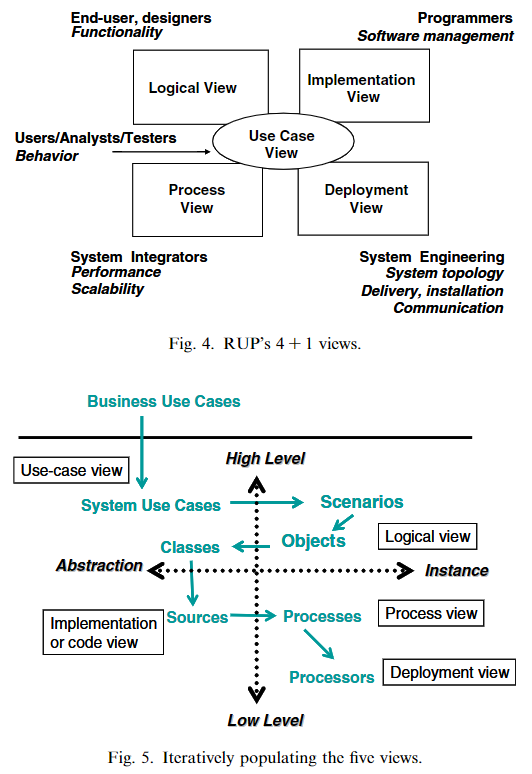 End-user, designers
Functionality
Programmers
Software management
Logical View
Implementation
View
Users/Analysts/Testers
Behavior
Use Case
View
Process
View
Deployment
View
System Integrators
Performance
Scalability
System Engineering
System topology
Delivery, installation
Communication
Fig. 4. RUP's 4 + 1 views.
Business Use Cases
High Level
Use-case view
System Use Cases
Scenarios
Classes
Objects
Logical view
Abstraction
Instance
Implementation
or code view
Sources
Processes
Process view
Processors
Deployment view
Low Level
Fig. 5. Iteratively populating the five views.